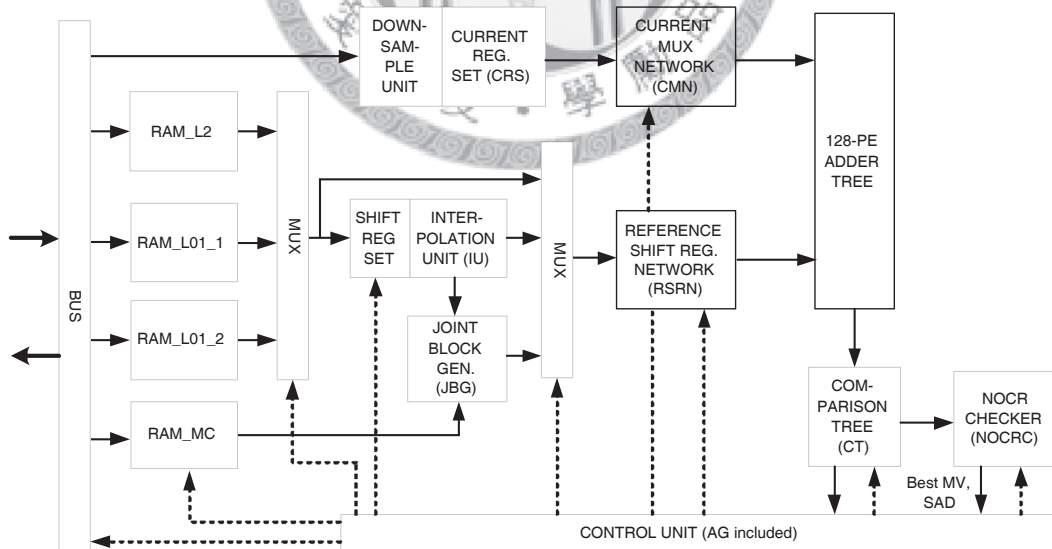 DOWN-
SAM-
PLE
UNIT
CURRENT
REG.
SET (CRS)
CURRENT
MUX
NETWORK
(CMN)
128-PE
ADDER
TREE
RAM_L2
RAM_L01_1
RAM_L01_2
RAM_MC
BUS
MUX
SHIFT
REG
SET
INTER-
POLATION
UNIT (IU)
JOINT
BLOCK
GEN.
(JBG)
MUX
REFERENCE
SHIFT REG.
NETWORK
(RSRN)
COM-
PARISON
TREE
(CT)
NOCR
CHECKER
(NOCRC)
Best MV,
SAD
CONTROL UNIT (AG included)
學